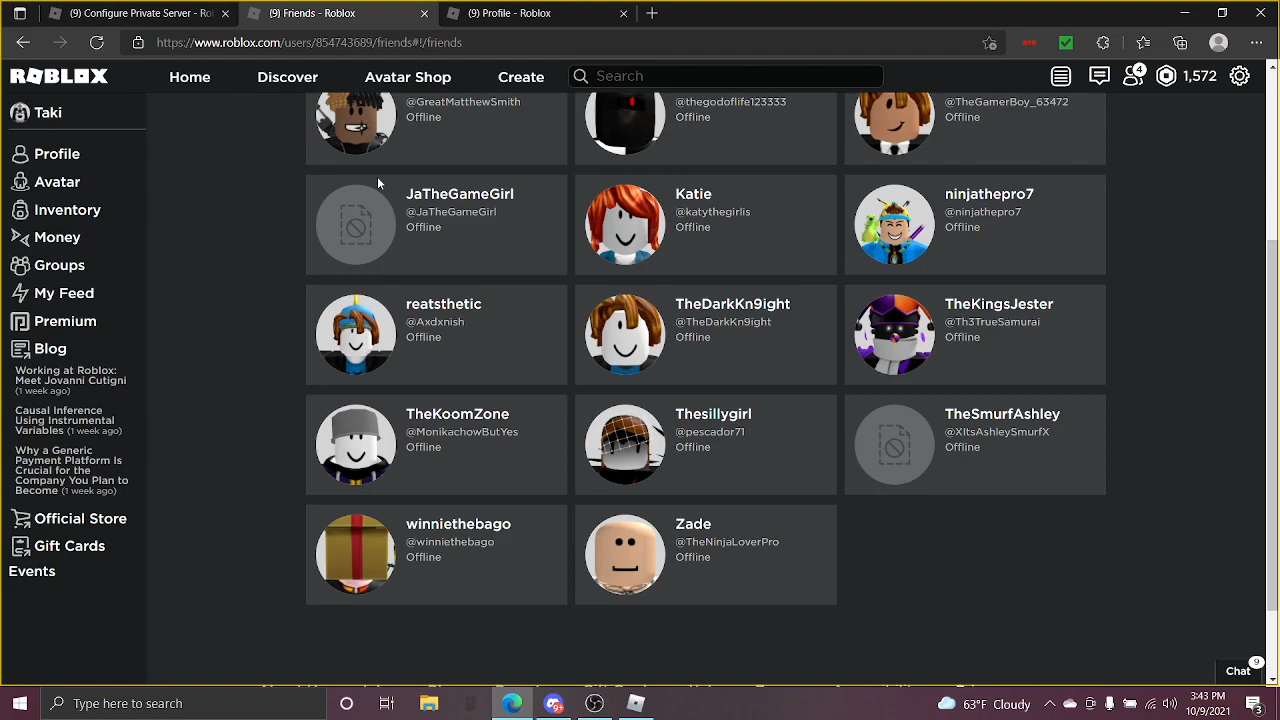 (9) Configure Private Server - Ro
(9) Friends - Roblox
(9) Profile - Roblox
https://www.roblox.com/users/854743689/friends#!/friends
ROBLOX
Home
Discover
Avatar Shop
Create
Search
4
1,572
Taki
Profile
Avatar
Inventory
Money
Groups
My Feed
Premium
Blog
Working at Roblox:
Meet Jovanni Cutigni
(1 week ago)
Causal Inference
Using Instrumental
Variables (1 week ago)
Why a Generic
Payment Platform Is
Crucial for the
Company You Plan to
Become (1 week ago)
Official Store
Gift Cards
Events
@GreatMatthewSmith
Offline
@thegodoflife123333
Offline
@TheGamerBoy_63472
Offline
JaTheGameGirl
@JaTheGameGirl
Offline
Katie
@katythegirlis
Offline
ninjathepro7
@ninjathepro7
Offline
reatsthetic
@Axdxnish
Offline
TheDarkKn9ight
@TheDarkKn9ight
Offline
TheKingsJester
@Th3TrueSamurai
Offline
TheKoomZone
@MonikachowButYes
Offline
Thesillygirl
@pescador71
Offline
TheSmurfAshley
@XItsAshleySmurfX
Offline
winniethebago
@winniethebago
Offline
Zade
@TheNinjaLoverPro
Offline
Chat
9
Type here to search
9+
63°F Cloudy
3:43 PM
10/9/2021
3